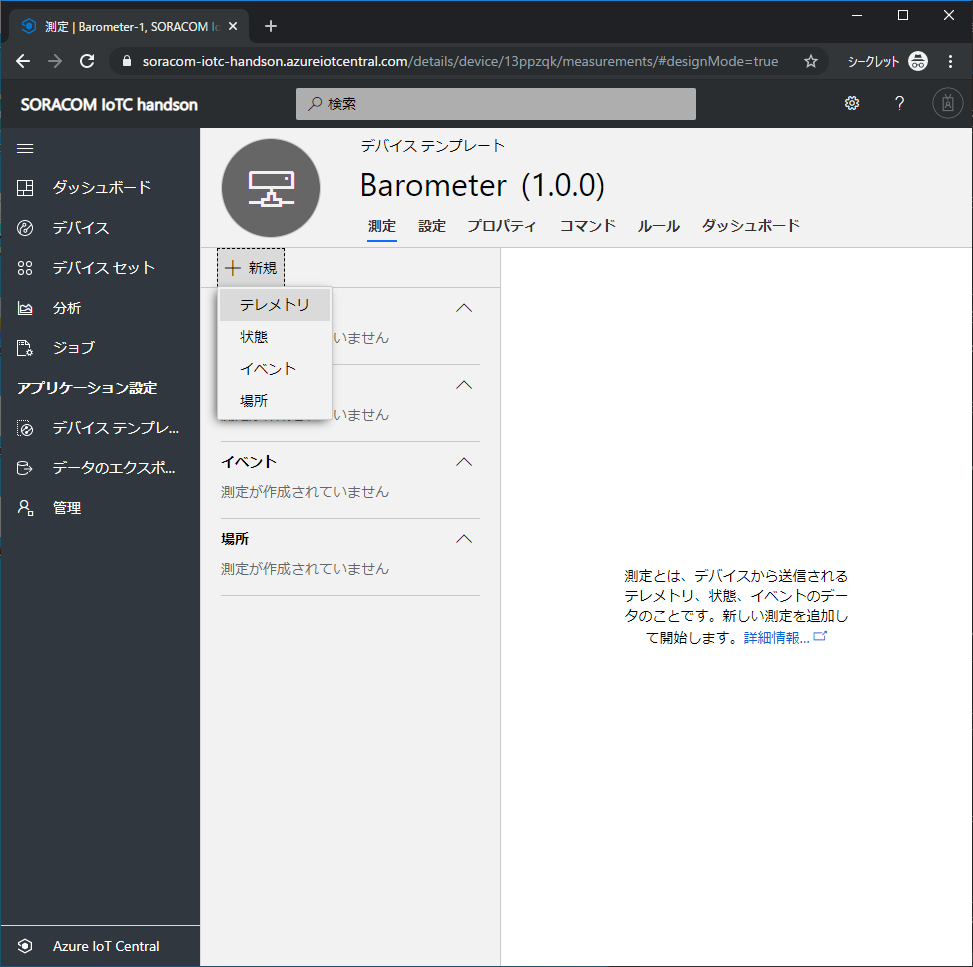 測定 | Barometer-1, SORACOM Io
soracom-iotc-handson.azureiotcentral.com/details/device/13ppzqk/measurements/#designMode=true
シークレット
SORACOM IoTC handson
検索
?
ダッシュボード
デバイス
デバイス セット
分析
ジョブ
アプリケーション設定
デバイス テンプレ...
データのエクスポ...
管理
Azure IoT Central
デバイス テンプレート
Barometer (1.0.0)
測定 設定 プロパティ コマンド ルール ダッシュボード
+ 新規
テレメトリ
状態
イベント
場所
いません
いません
イベント
測定が作成されていません
場所
測定が作成されていません
測定とは、デバイスから送信される
テレメトリ、状態、イベントのデー
タのことです。新しい測定を追加し
て開始します。詳細情報...